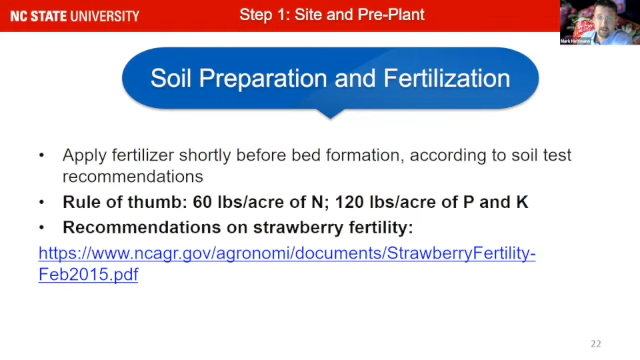 NC STATE UNIVERSITY
Step 1: Site and Pre-Plant
Soil Preparation and Fertilization
• Apply fertilizer shortly before bed formation, according to soil test
recommendations
• Rule of thumb: 60 lbs/acre of N; 120 lbs/acre of P and K
• Recommendations on strawberry fertility:
https://www.ncagr.gov/agronomi/documents/StrawberryFertility-
Feb2015.pdf
22